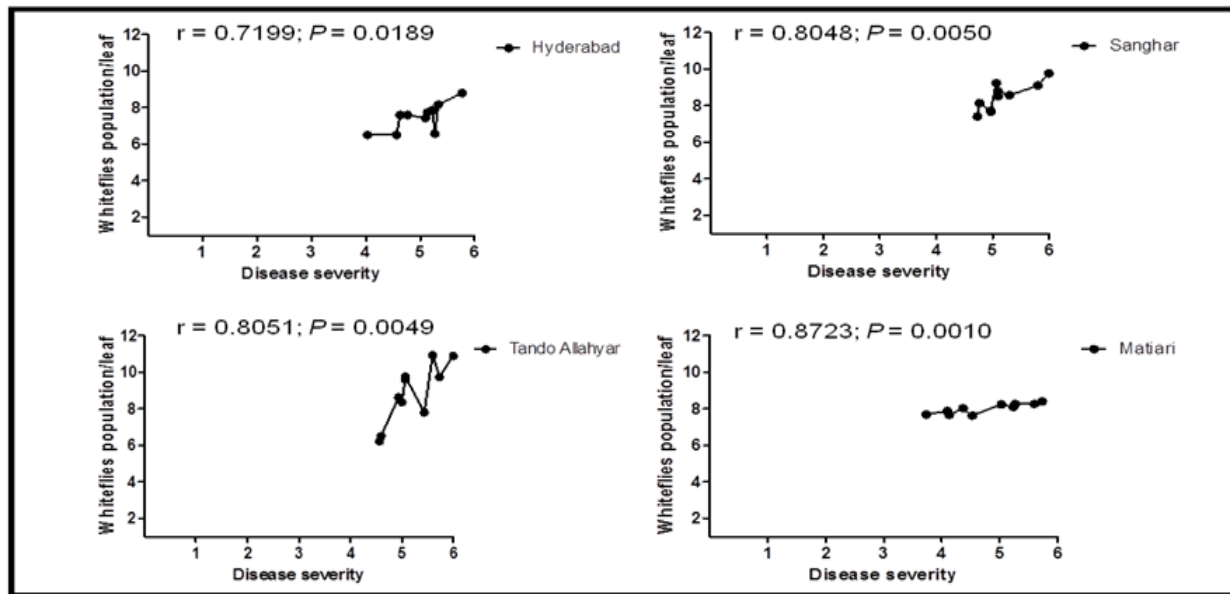 r = 0.7199; P = 0.0189
Hyderabad
Whiteflies population/leaf
12
10
8
6
4
2
1 2 3 4 5 6
Disease severity
r = 0.8048; P = 0.0050
Sanghar
Whiteflies population/leaf
12
10
8
6
4
2
1 2 3 4 5 6
Disease severity
r = 0.8051; P = 0.0049
Tando Allahyar
Whiteflies population/leaf
12
10
8
6
4
2
1 2 3 4 5 6
Disease severity
r = 0.8723; P = 0.0010
Matiari
Whiteflies population/leaf
12
10
8
6
4
2
1 2 3 4 5 6
Disease severity